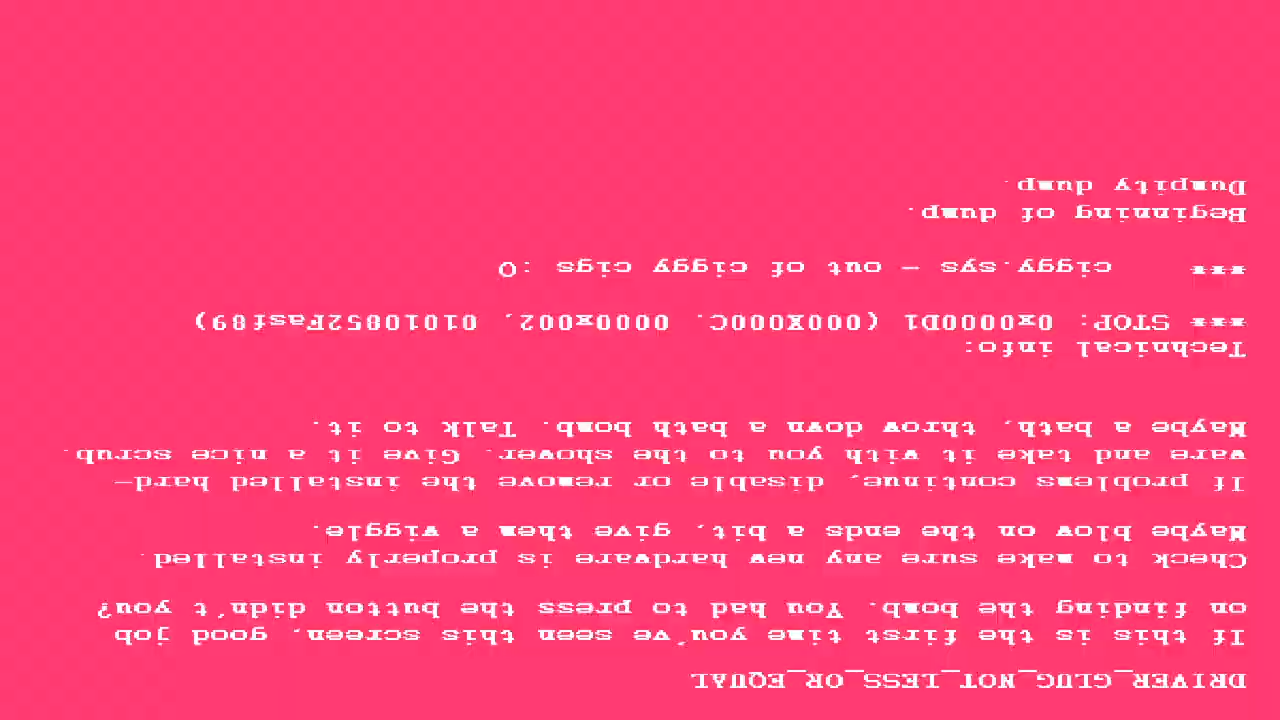 DRIVER_GLUG_NOT_LESS_OR_EQUAL
If this is the first time you've seen this screen, good job
on finding the bomb. You had to press the button didn't you?
Check to make sure any new hardware is properly installed.
Maybe blow on the ends a bit, give them a wiggle.
If problems continue, disable or remove the installed hard-
ware and take it with you to the shower. Give it a nice scrub.
Maybe a bath, throw down a bath bomb. Talk to it.
Technical info:
*** STOP: 0x0000D1 (000X000C, 0000x002, 01010852Fasf89)
*** ciggy.sys - out of ciggy cigs :O
Beginning of dump.
Dumpity dump.